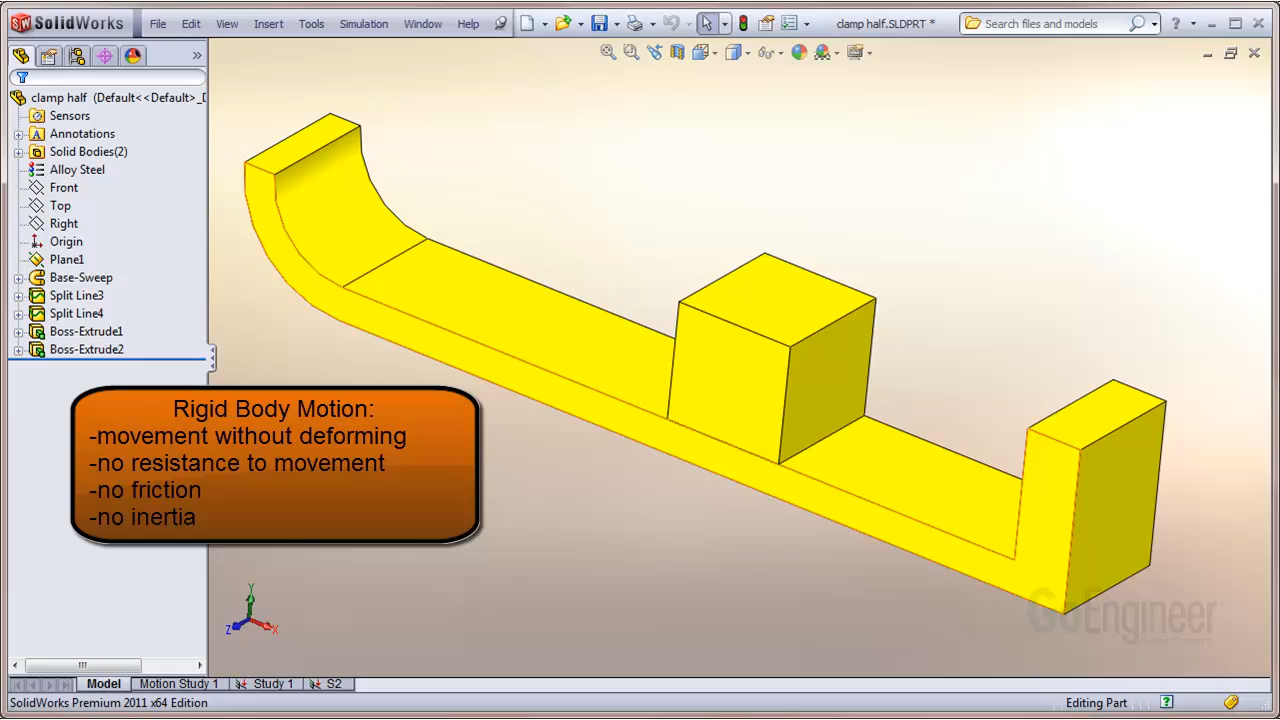 SolidWorks File Edit View Insert Tools Simulation Window Help clamp half.SLDPRT * Search files and models ?
clamp half (Default<<Default>_D
Sensors
Annotations
Solid Bodies(2)
Alloy Steel
Front
Top
Right
Origin
Plane1
Base-Sweep
Split Line3
Split Line4
Boss-Extrude1
Boss-Extrude2
Rigid Body Motion:
-movement without deforming
-no resistance to movement
-no friction
-no inertia
Y
Z X
GoEngineer
Model Motion Study 1 Study 1 S2
SolidWorks Premium 2011 x64 Edition Editing Part ?